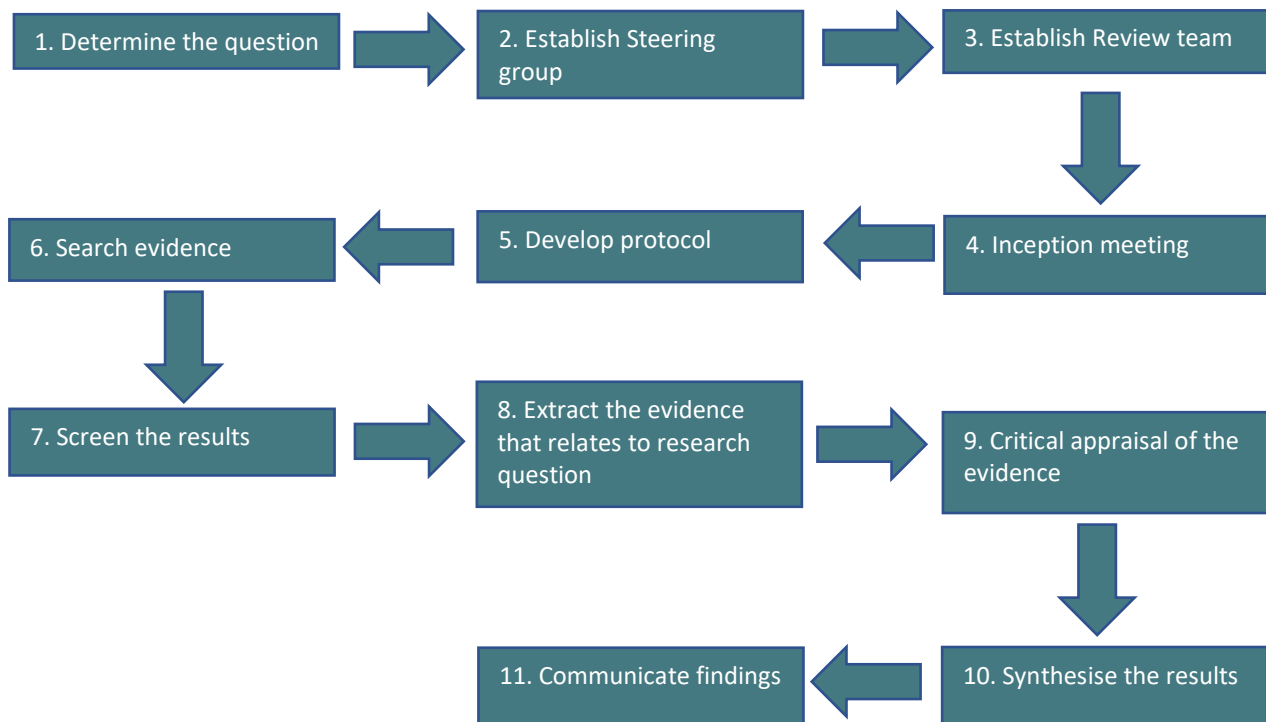 1. Determine the question
2. Establish Steering
group
3. Establish Review team
4. Inception meeting
5. Develop protocol
6. Search evidence
7. Screen the results
8. Extract the evidence
that relates to research
question
9. Critical appraisal of the
evidence
10. Synthesise the results
11. Communicate findings